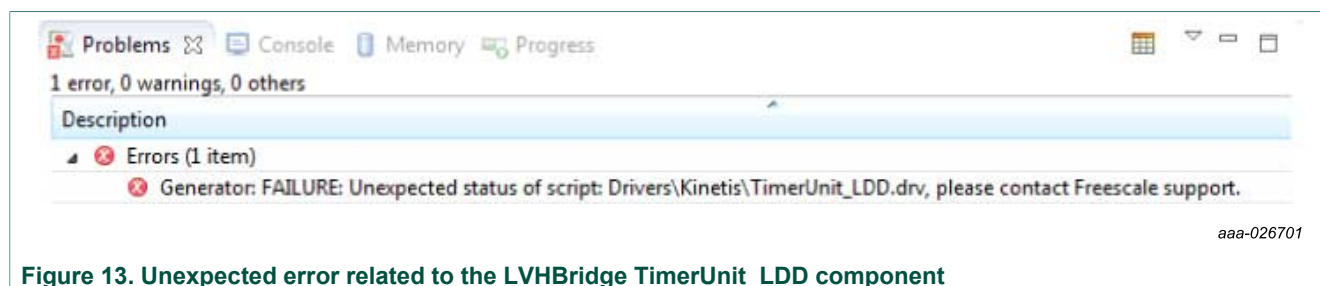 Problems Console Memory Progress
1 error, 0 warnings, 0 others
Description
Errors (1 item)
Generator: FAILURE: Unexpected status of script: Drivers\Kinetis\TimerUnit_LDD.drv, please contact Freescale support.
aaa-026701
Figure 13. Unexpected error related to the LVHBridge TimerUnit_LDD component